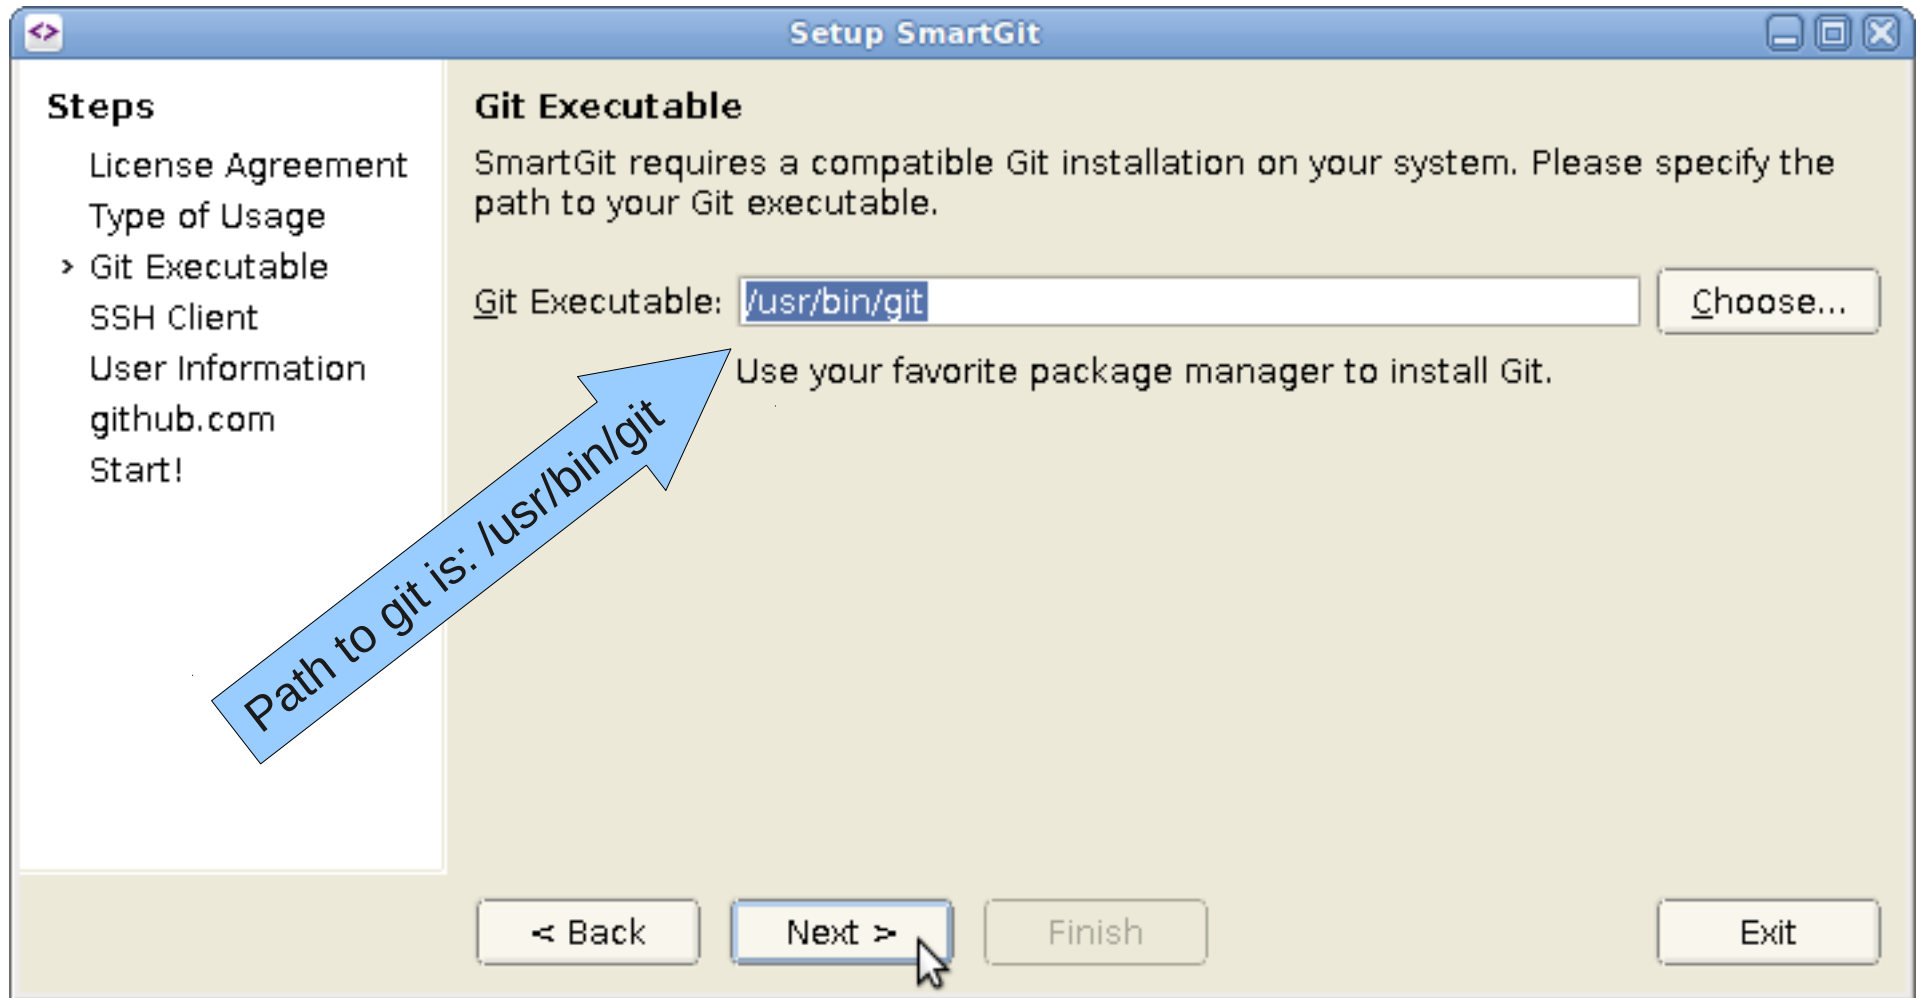 Setup SmartGit
Steps
License Agreement
Type of Usage
> Git Executable
SSH Client
User Information
github.com
Start!
Git Executable
SmartGit requires a compatible Git installation on your system. Please specify the
path to your Git executable.
Git Executable: /usr/bin/git Choose...
Use your favorite package manager to install Git.
Path to git is: /usr/bin/git
< Back Next > Finish Exit